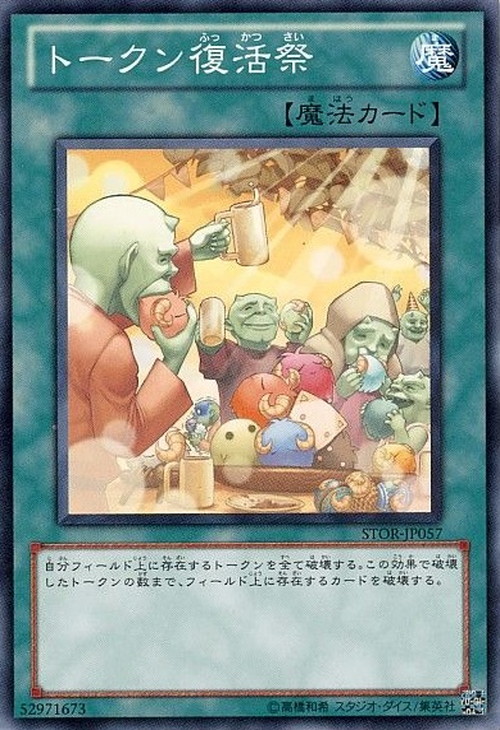 トークン復活祭
魔
【魔法カード】
STOR-JP057
自分フィールド上に存在するトークンを全て破壊する。この効果で破壊
したトークンの数まで、フィールド上に存在するカードを破壊する。
52971673
©高橋和希 スタジオ・ダイス/集英社